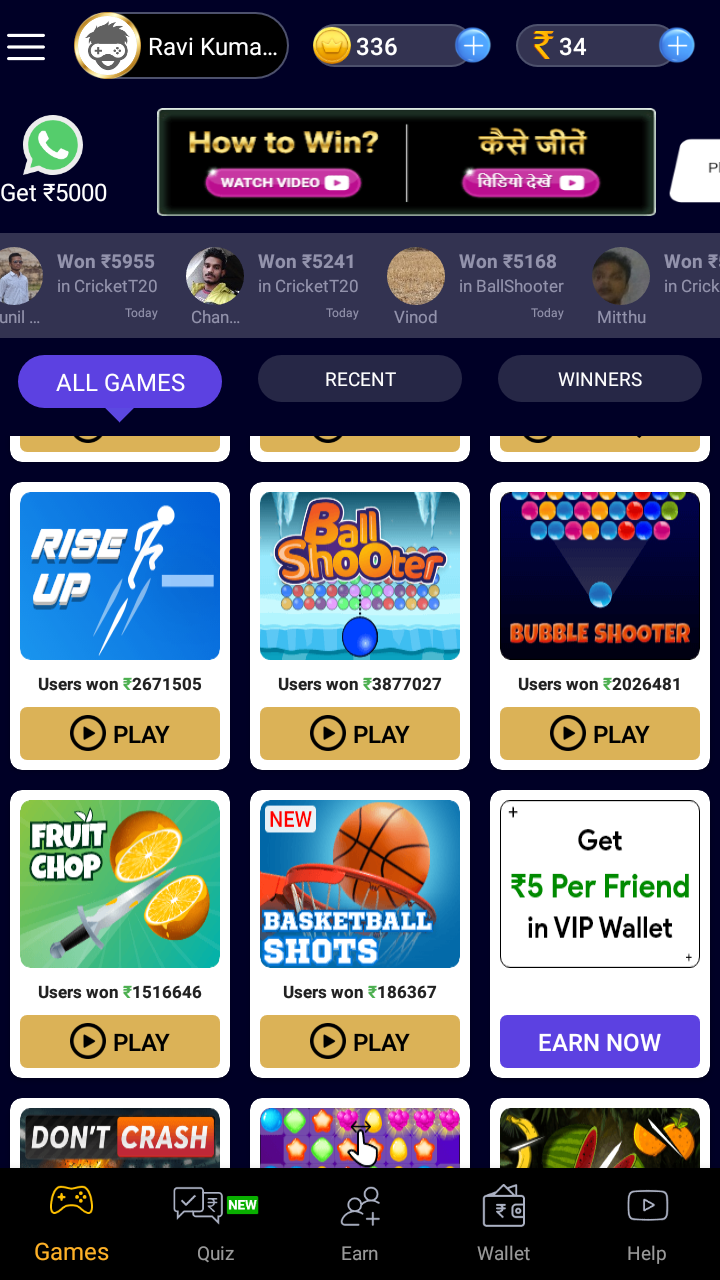 Ravi Kuma...
336
₹ 34
Get ₹5000
How to Win?
WATCH VIDEO
कैसे जीतें
विडियो देखें
Won ₹5955
in CricketT20
Today
unil ...
Won ₹5241
in CricketT20
Today
Chan...
Won ₹5168
in BallShooter
Today
Vinod
Won ₹
in Crick
Mitthu
ALL GAMES
RECENT
WINNERS
RISE
UP
Users won ₹2671505
PLAY
Ball
Shooter
Users won ₹3877027
PLAY
BUBBLE SHOOTER
Users won ₹2026481
PLAY
FRUIT
CHOP
Users won ₹1516646
PLAY
NEW
BASKETBALL
SHOTS
Users won ₹186367
PLAY
Get
₹5 Per Friend
in VIP Wallet
EARN NOW
DON'T CRASH
NEW
Games
Quiz
Earn
Wallet
Help